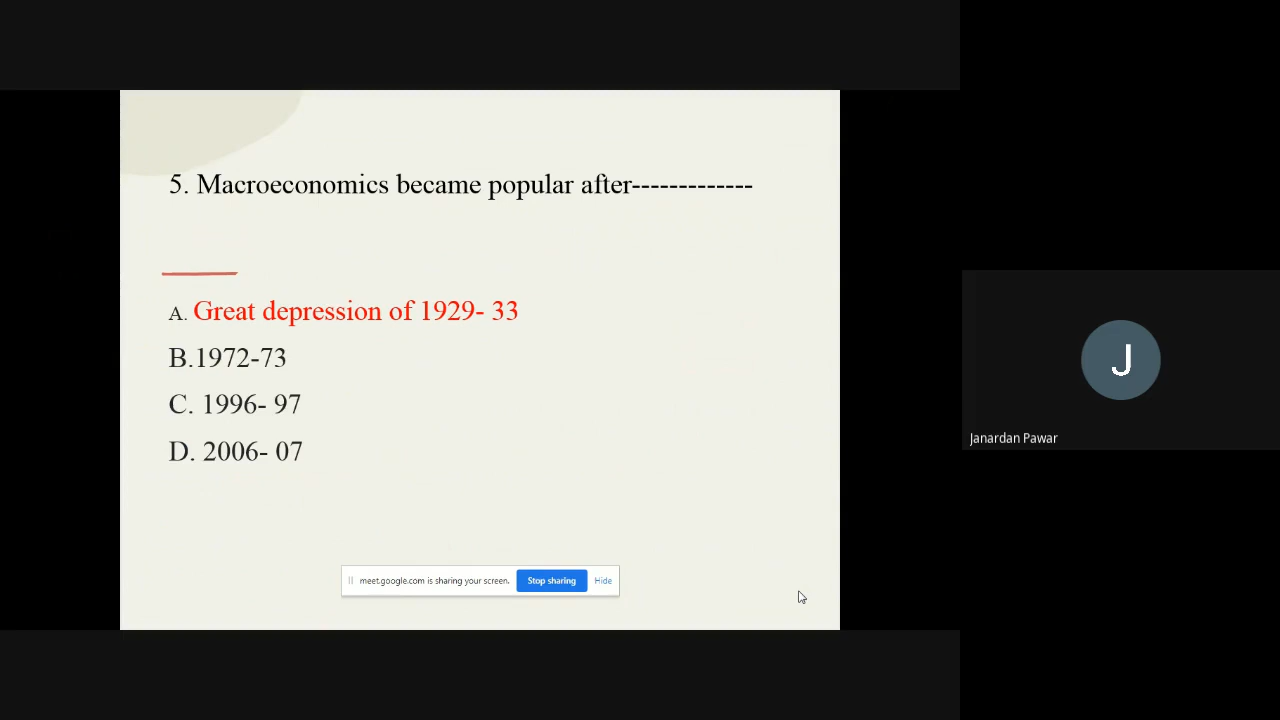 5. Macroeconomics became popular after-------------
A. Great depression of 1929- 33
B.1972-73
C. 1996- 97
D. 2006- 07
meet.google.com is sharing your screen. Stop sharing Hide
J
Janardan Pawar